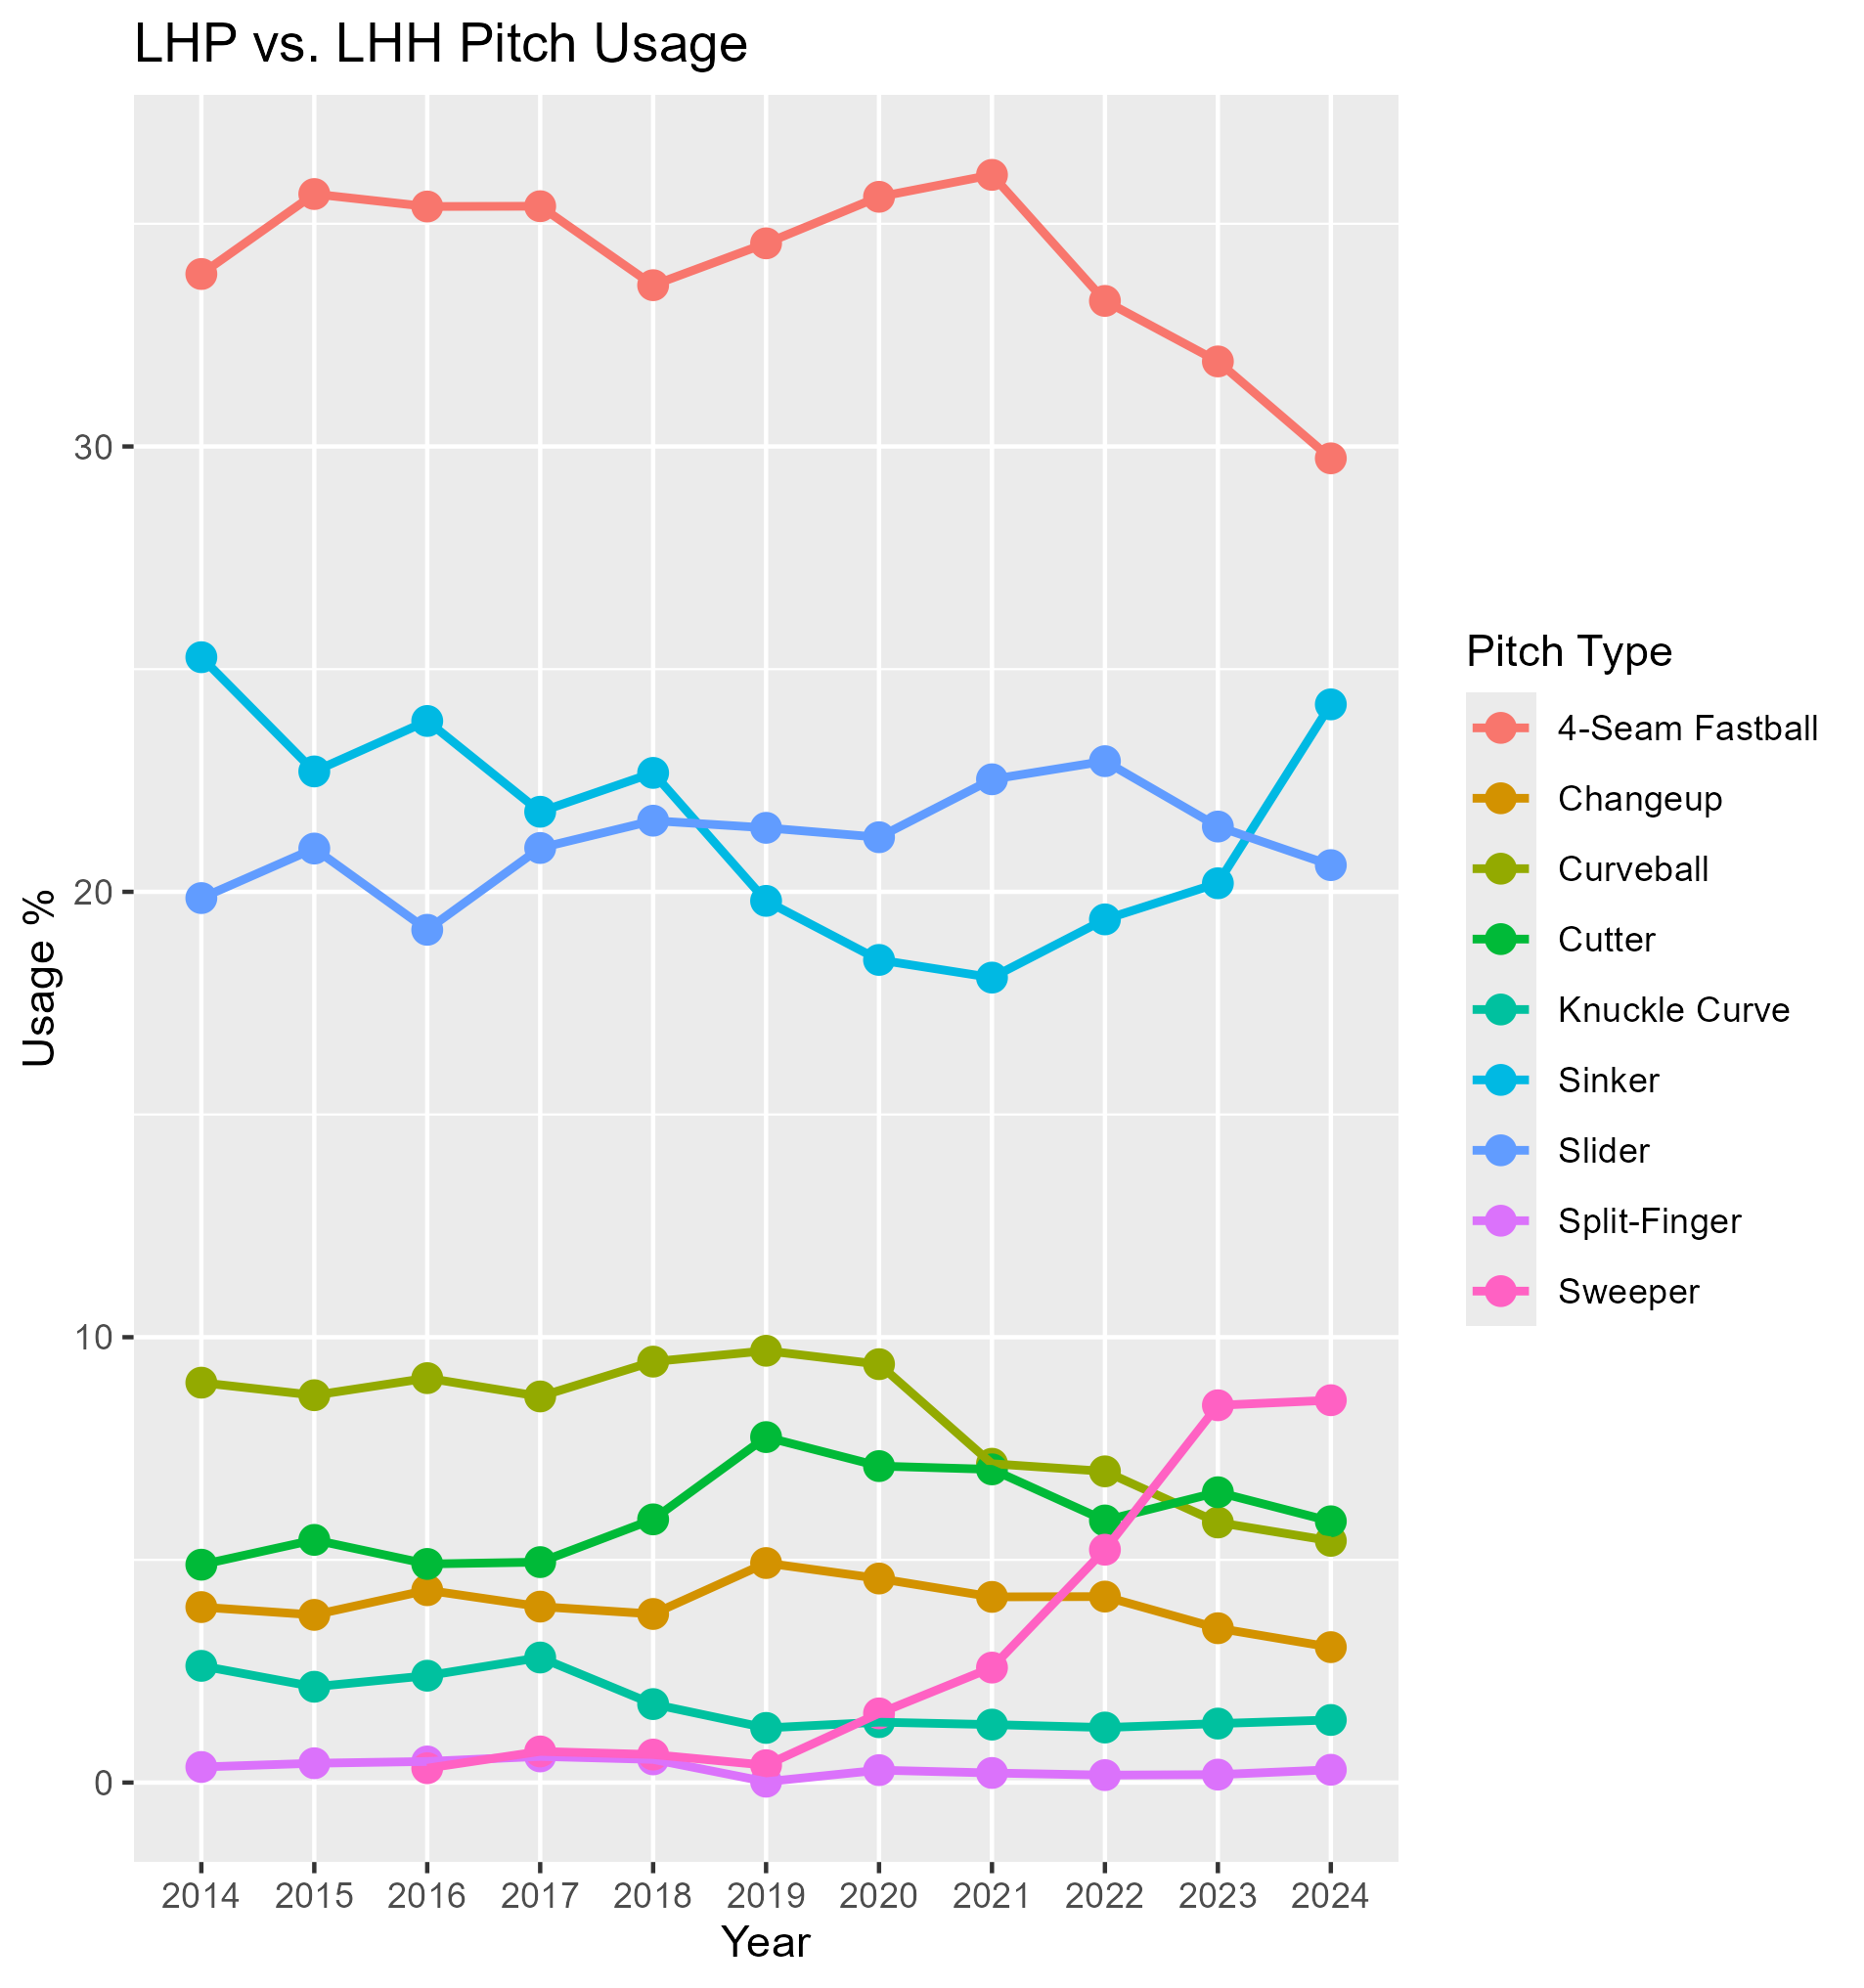 LHP vs. LHH Pitch Usage
Usage %
30
20
10
0
2014 2015 2016 2017 2018 2019 2020 2021 2022 2023 2024
Year
Pitch Type
4-Seam Fastball
Changeup
Curveball
Cutter
Knuckle Curve
Sinker
Slider
Split-Finger
Sweeper